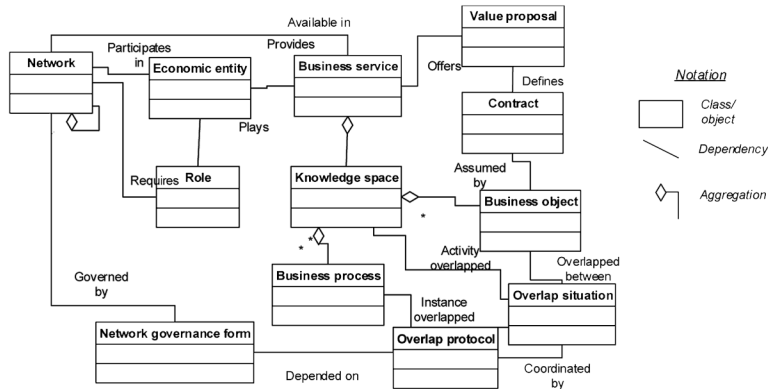 Available in
Value proposal
Network
Participates
in
Provides
Economic entity
Business service
Offers
Defines
Notation
Contract
Class/
object
Plays
Dependency
Requires
Role
Knowledge space
Assumed
by
Business object
Aggregation
*
*
*
Activity
overlapped
Overlapped
between
Business process
Governed
by
Overlap situation
Instance
overlapped
Network governance form
Overlap protocol
Depended on
Coordinated
by